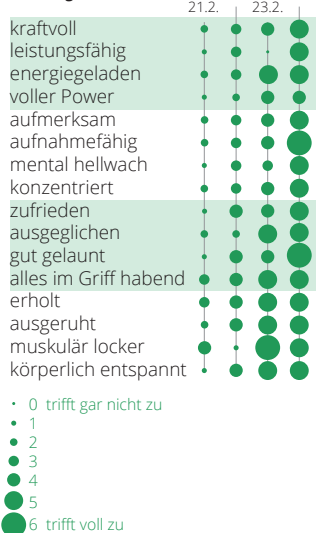 21.2. 23.2.
kraftvoll
leistungsfähig
energiegeladen
voller Power
aufmerksam
aufnahmefähig
mental hellwach
konzentriert
zufrieden
ausgeglichen
gut gelaunt
alles im Griff habend
erholt
ausgeruht
muskulär locker
körperlich entspannt
0 trifft gar nicht zu
1
2
3
4
5
6 trifft voll zu